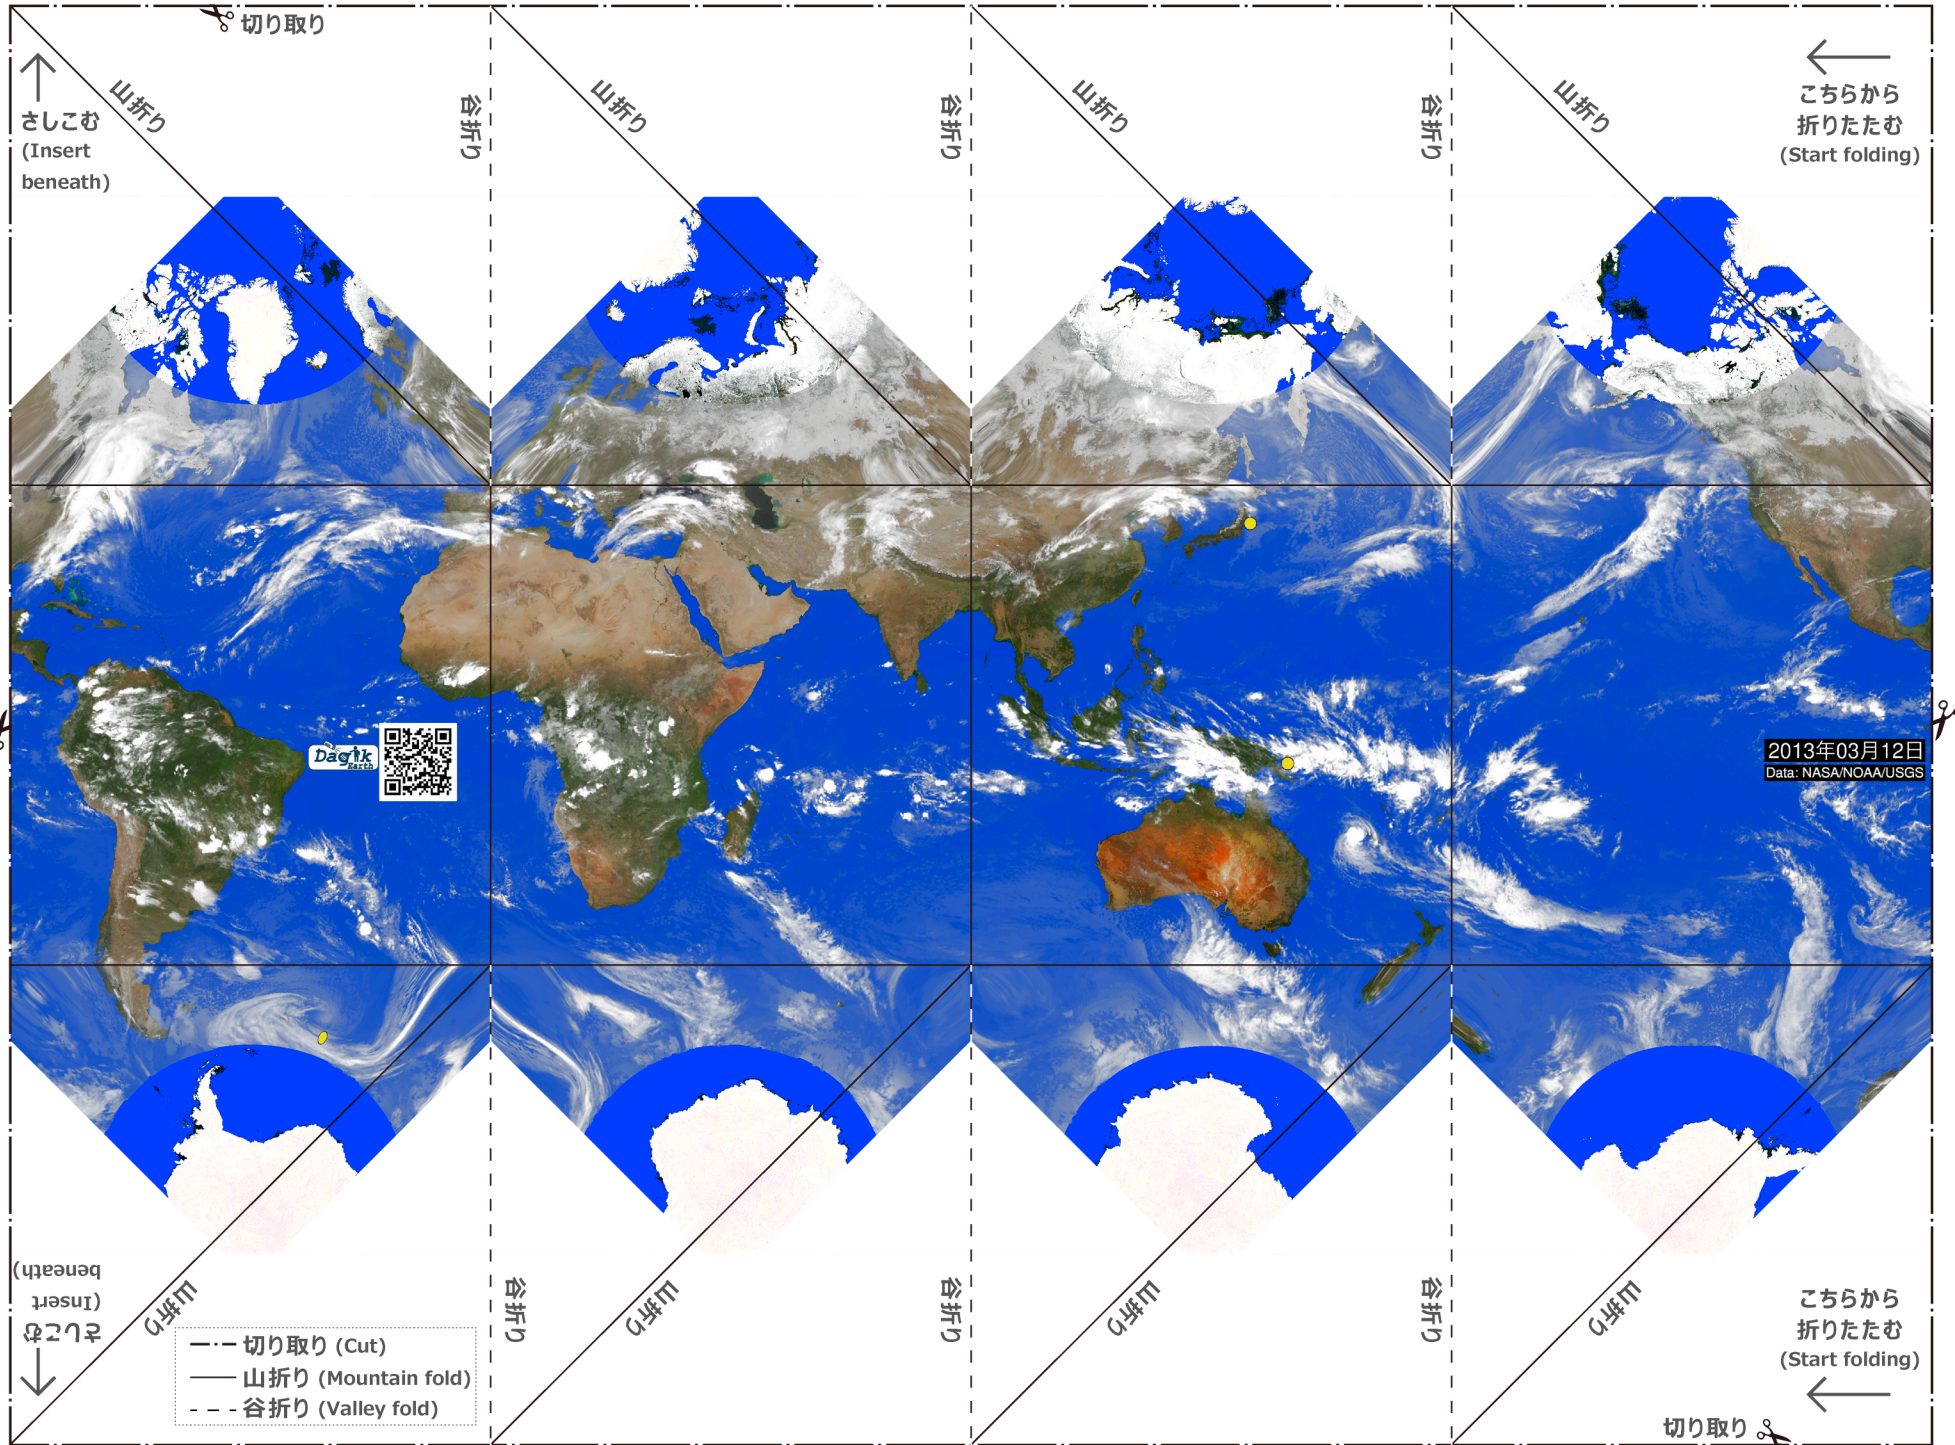 切り取り
さしこむ
(Insert
beneath)
山折り
谷折り
山折り
谷折り
山折り
谷折り
山折り
こちらから
折りたたむ
(Start folding)
Dagik
Earth
2013年03月12日
Data: NASA/NOAA/USGS
さしこむ
(Insert
beneath)
山折り
谷折り
山折り
谷折り
山折り
谷折り
山折り
こちらから
折りたたむ
(Start folding)
切り取り (Cut)
山折り (Mountain fold)
谷折り (Valley fold)
切り取り